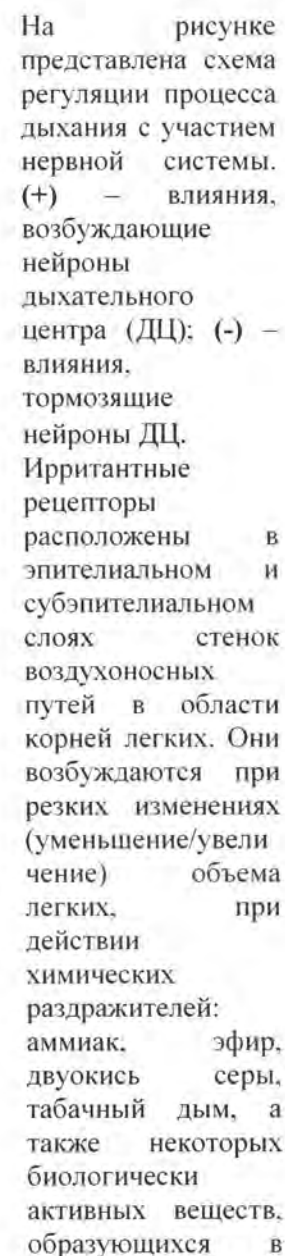 На рисунке
представлена схема
регуляции процесса
дыхания с участием
нервной системы.
(+) – влияния,
возбуждающие
нейроны
дыхательного
центра (ДЦ); (-) –
влияния,
тормозящие
нейроны ДЦ.
Ирритантные
рецепторы
расположены в
эпителиальном и
субэпителиальном
слоях стенок
воздухоносных
путей в области
корней легких. Они
возбуждаются при
резких изменениях
(уменьшение/увели
чение) объема
легких, при
действии
химических
раздражителей:
аммиак, эфир,
двуокись серы,
табачный дым, а
также некоторых
биологически
активных веществ,
образующихся в